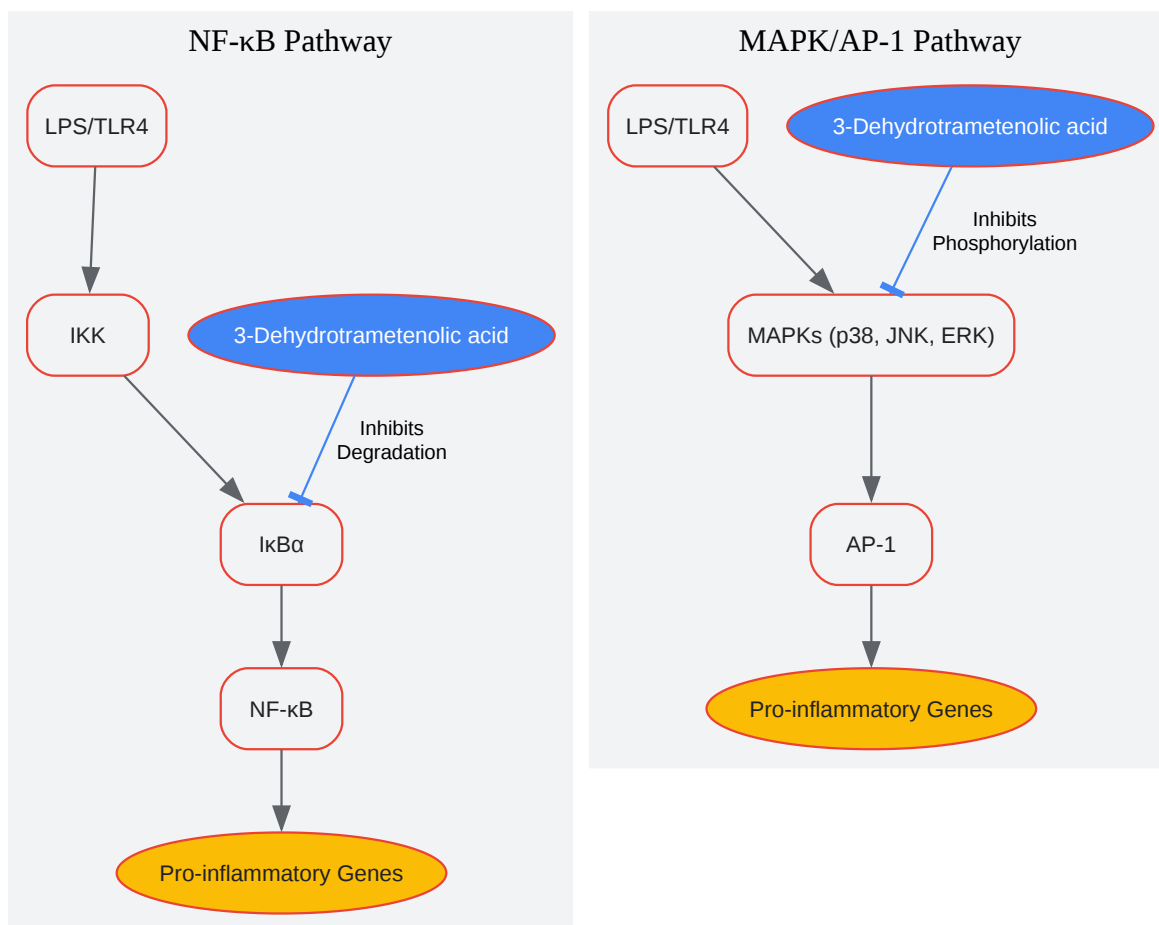 NF-κB Pathway
LPS/TLR4
IKK
3-Dehydrotrametenolic acid
Inhibits
Degradation
IκBα
NF-κB
Pro-inflammatory Genes
MAPK/AP-1 Pathway
LPS/TLR4
3-Dehydrotrametenolic acid
Inhibits
Phosphorylation
MAPKs (p38, JNK, ERK)
AP-1
Pro-inflammatory Genes